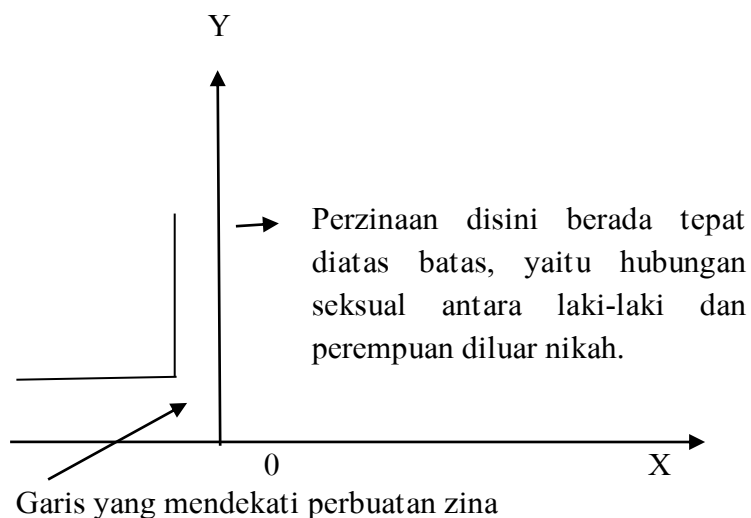 Y
Perzinaan disini berada tepat
diatas batas, yaitu hubungan
seksual antara laki-laki dan
perempuan diluar nikah.
0 X
Garis yang mendekati perbuatan zina